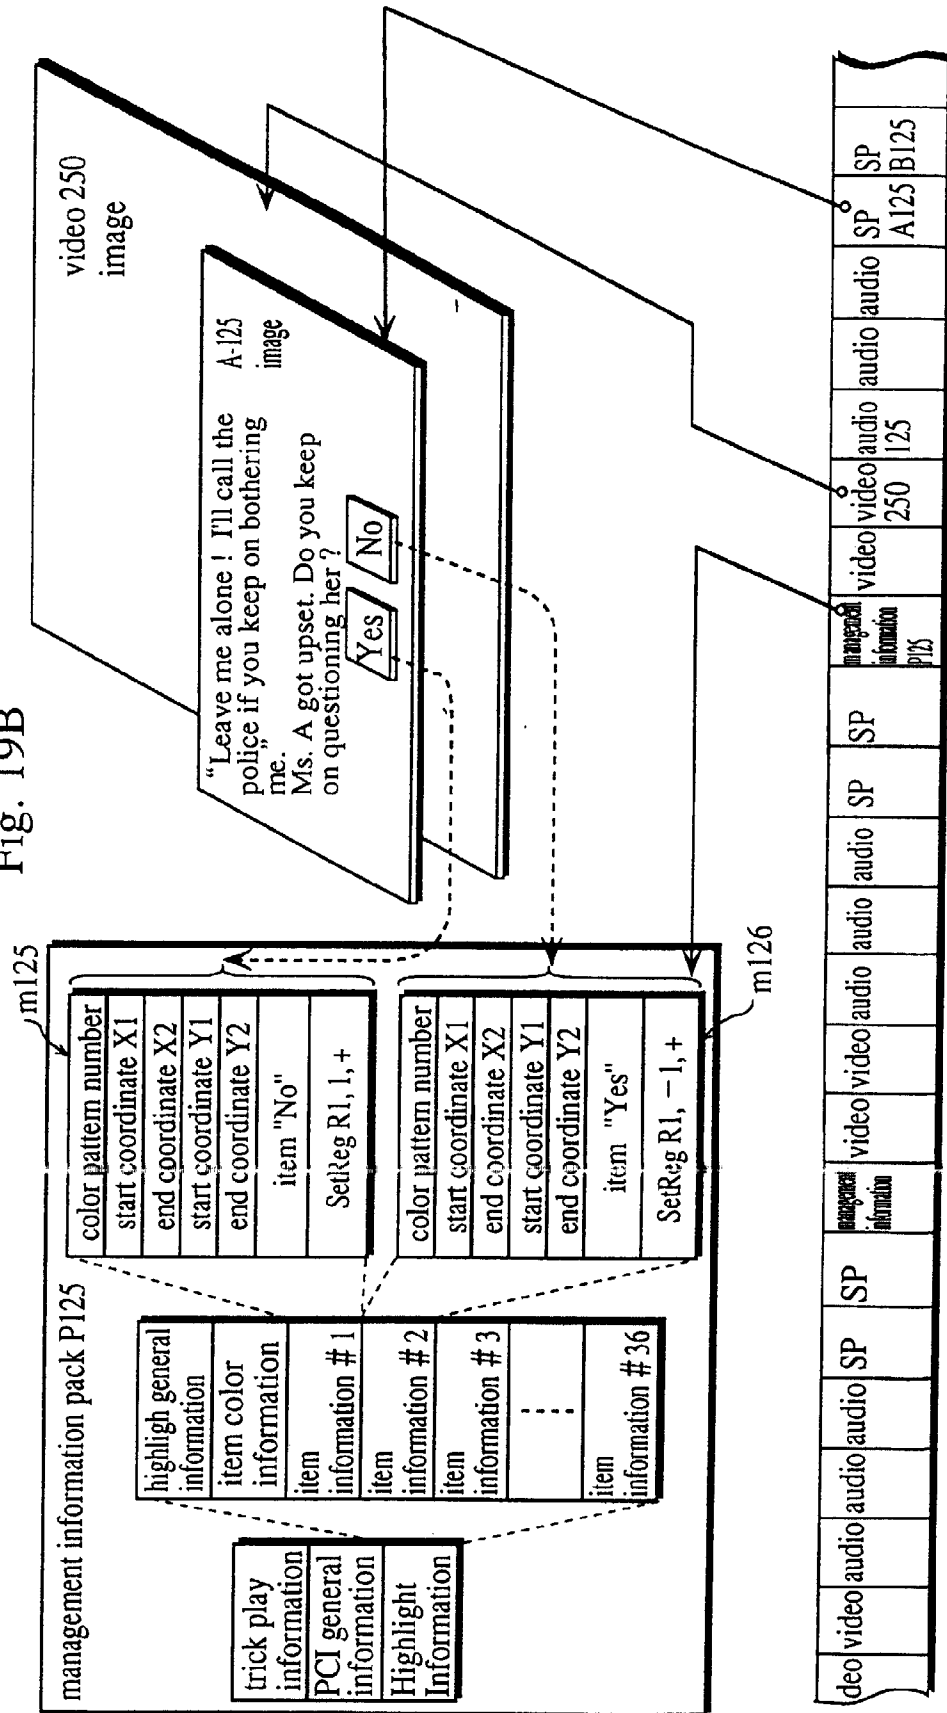 Fig. 19B
management information pack P125
trick play
information
PCI general
information
Highlight
Information
highligh general
information
item color
information
item
information # 1
item
information # 2
item
information # 3
item
information # 36
m125
color pattern number
start coordinate X1
end coordinate X2
start coordinate Y1
end coordinate Y2
item "No"
SetReg R1, 1, +
color pattern number
start coordinate X1
end coordinate X2
start coordinate Y1
end coordinate Y2
item "Yes"
SetReg R1, −1, +
m126
video 250
image
A-125
image
“Leave me alone ! I'll call the
police if you keep on bothering
me.”
Ms. A got upset. Do you keep
on questioning her ?
Yes
No
deo
video
audio
audio
audio
SP
SP
management
information
video
video
audio
audio
audio
SP
SP
management
information
P125
video
video
250
audio
125
audio
audio
SP
A125
SP
B125